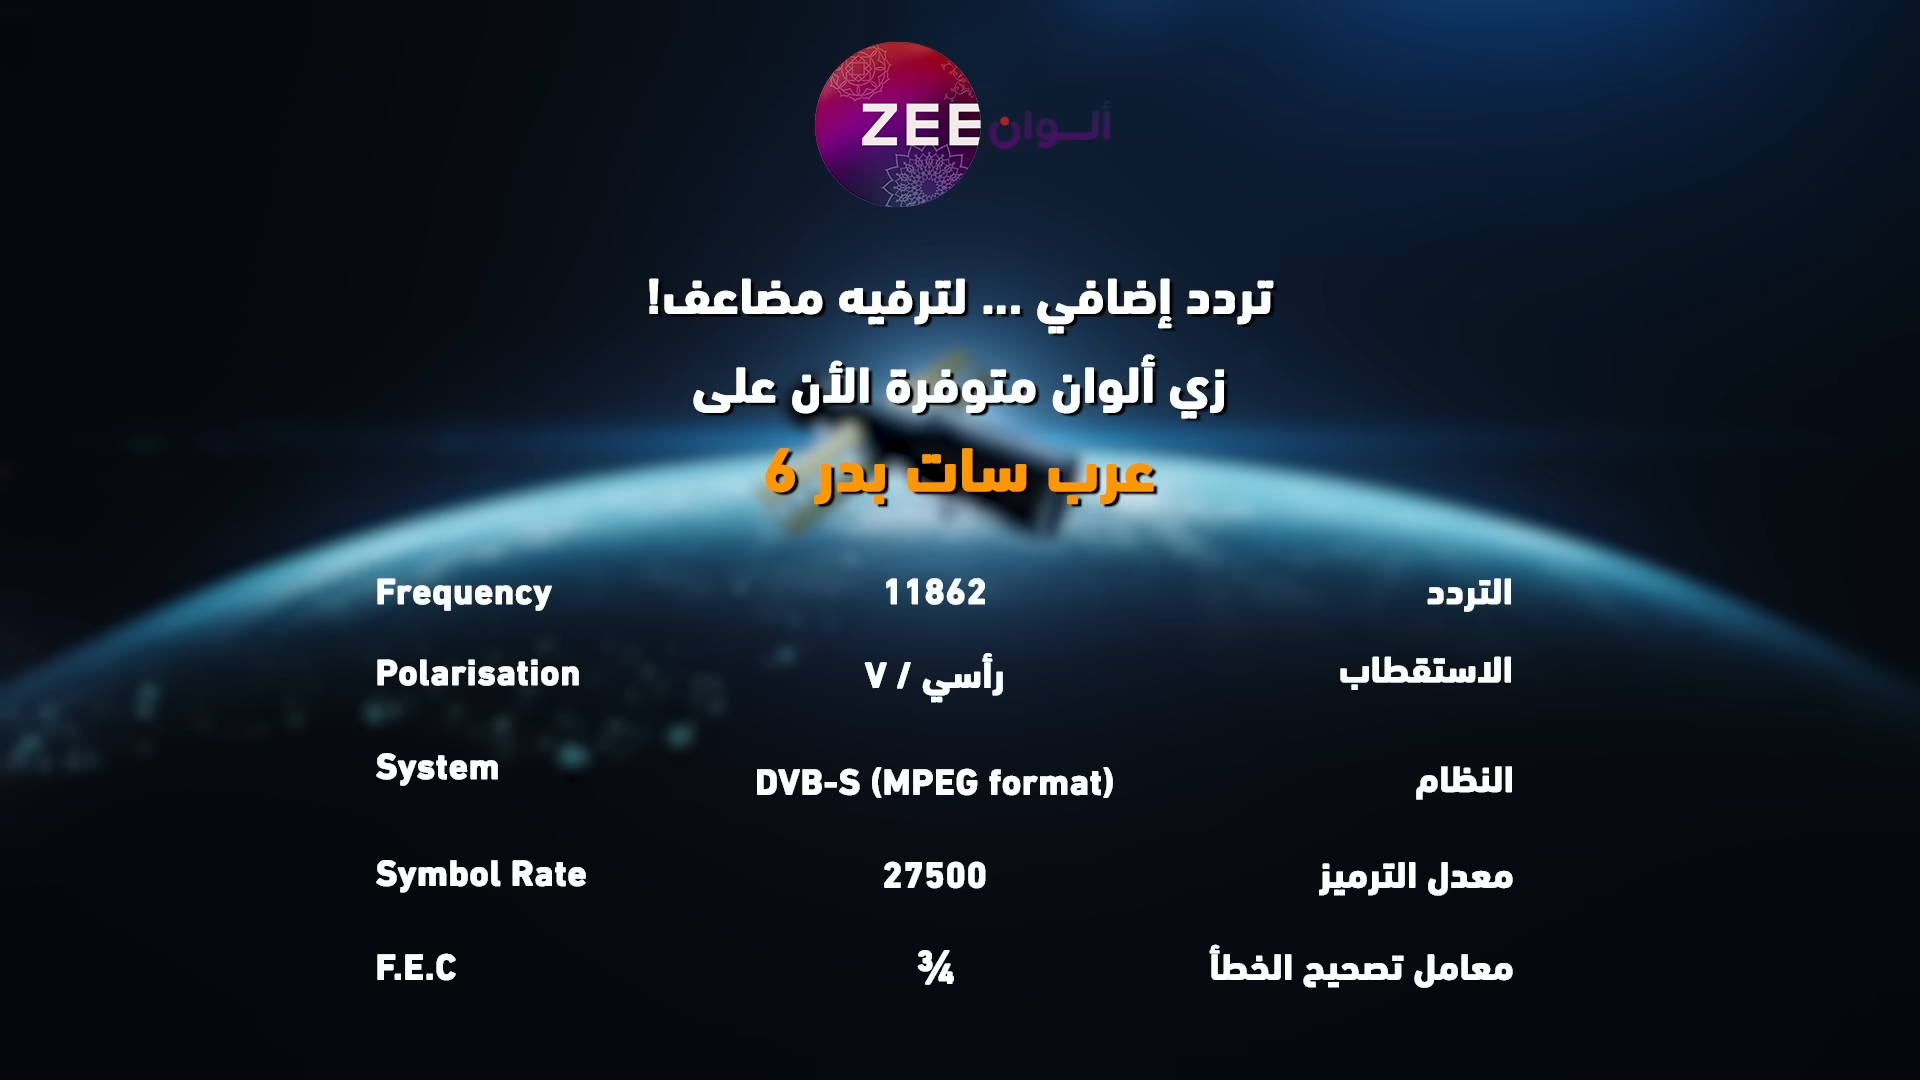 ZEE ألوان
تردد إضافي ... لترفيه مضاعف!
زي ألوان متوفرة الأن على
عرب سات بدر 6
Frequency 11862 التردد
Polarisation رأسي / V الاستقطاب
System DVB-S (MPEG format) النظام
Symbol Rate 27500 معدل الترميز
F.E.C ¾ معامل تصحيح الخطأ